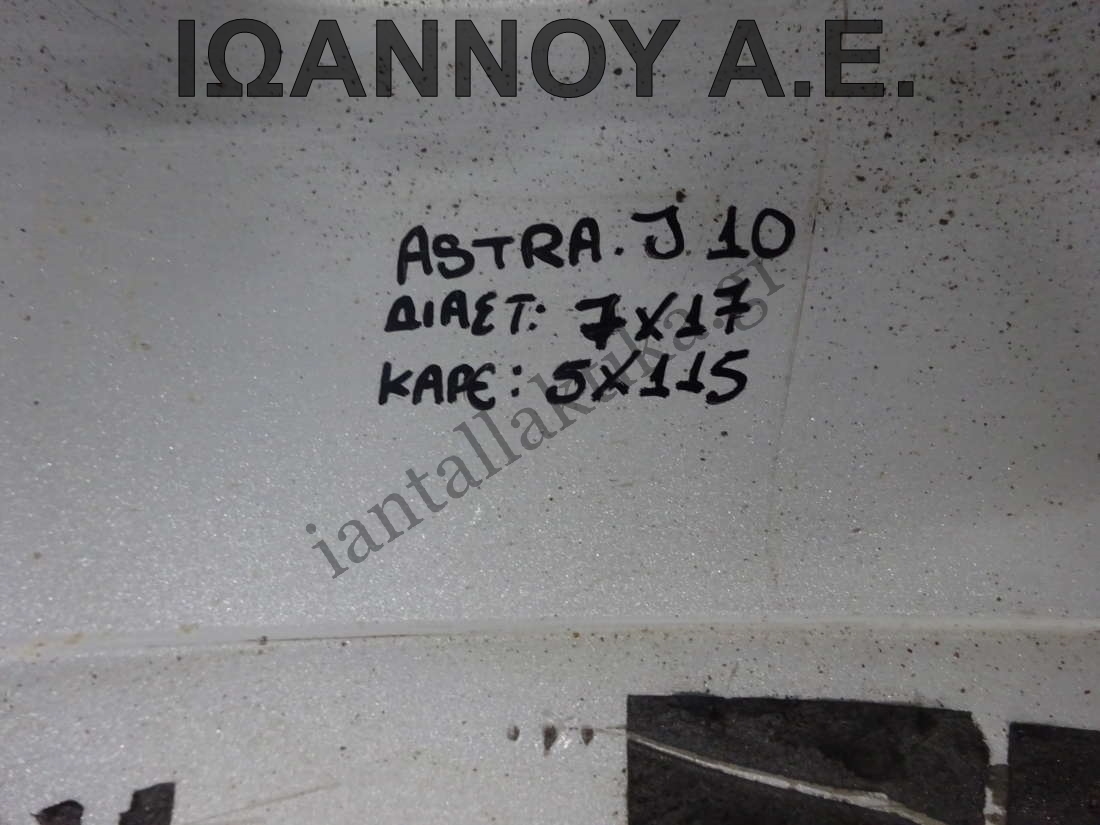 ΙΩΑΝΝΟΥ Α.Ε.
ASTRA. J 10
ΔΙΑΣΤ: 7X17
ΚΑΡΕ: 5X115
iantallaktika.gr